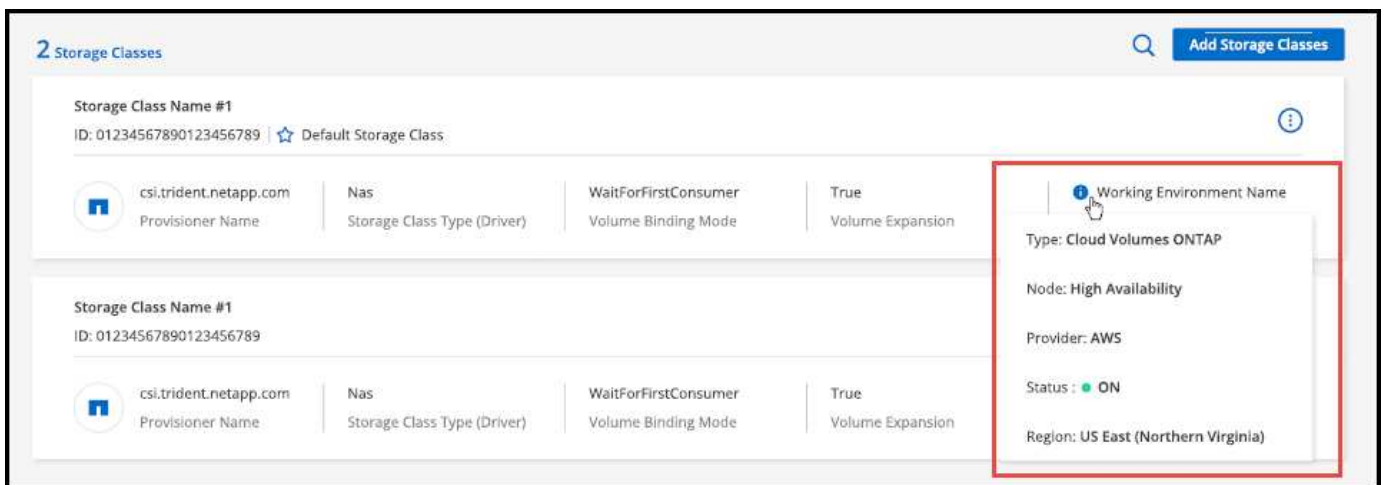 2 Storage Classes
Add Storage Classes
Storage Class Name #1
ID: 01234567890123456789 | Default Storage Class
csi.trident.netapp.com
Provisioner Name
Nas
Storage Class Type (Driver)
WaitForFirstConsumer
Volume Binding Mode
True
Volume Expansion
Working Environment Name
Type: Cloud Volumes ONTAP
Node: High Availability
Provider: AWS
Status : ON
Region: US East (Northern Virginia)
Storage Class Name #1
ID: 01234567890123456789
csi.trident.netapp.com
Provisioner Name
Nas
Storage Class Type (Driver)
WaitForFirstConsumer
Volume Binding Mode
True
Volume Expansion